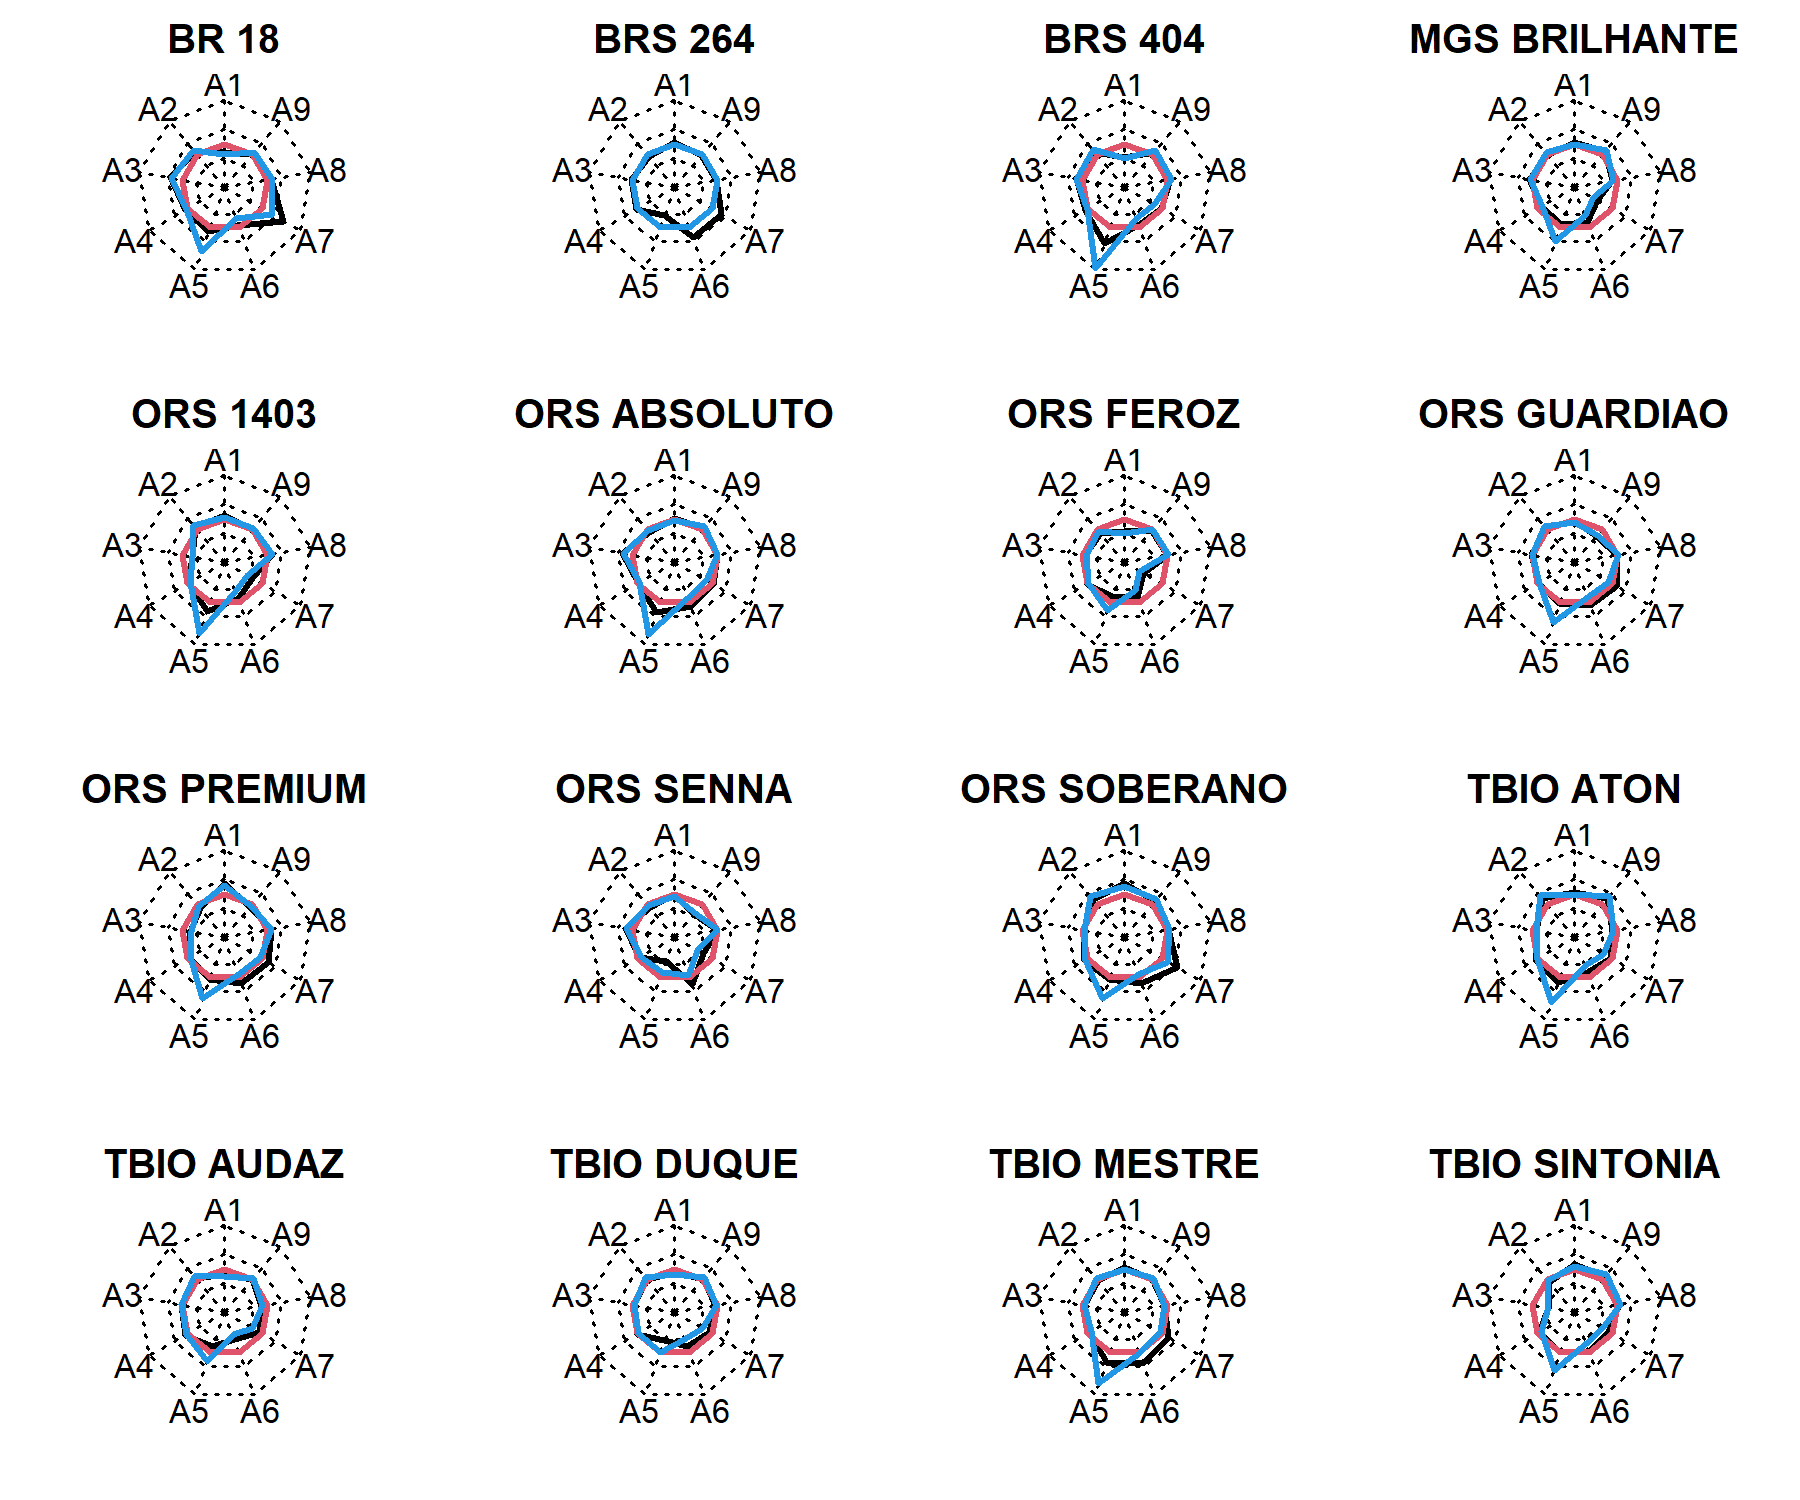 BR 18
BRS 264
BRS 404
MGS BRILHANTE
A1
A2
A3
A4
A5
A6
A7
A8
A9
A1
A2
A3
A4
A5
A6
A7
A8
A9
A1
A2
A3
A4
A5
A6
A7
A8
A9
A1
A2
A3
A4
A5
A6
A7
A8
A9
ORS 1403
ORS ABSOLUTO
ORS FEROZ
ORS GUARDIAO
A1
A2
A3
A4
A5
A6
A7
A8
A9
A1
A2
A3
A4
A5
A6
A7
A8
A9
A1
A2
A3
A4
A5
A6
A7
A8
A9
A1
A2
A3
A4
A5
A6
A7
A8
A9
ORS PREMIUM
ORS SENNA
ORS SOBERANO
TBIO ATON
A1
A2
A3
A4
A5
A6
A7
A8
A9
A1
A2
A3
A4
A5
A6
A7
A8
A9
A1
A2
A3
A4
A5
A6
A7
A8
A9
A1
A2
A3
A4
A5
A6
A7
A8
A9
TBIO AUDAZ
TBIO DUQUE
TBIO MESTRE
TBIO SINTONIA
A1
A2
A3
A4
A5
A6
A7
A8
A9
A1
A2
A3
A4
A5
A6
A7
A8
A9
A1
A2
A3
A4
A5
A6
A7
A8
A9
A1
A2
A3
A4
A5
A6
A7
A8
A9